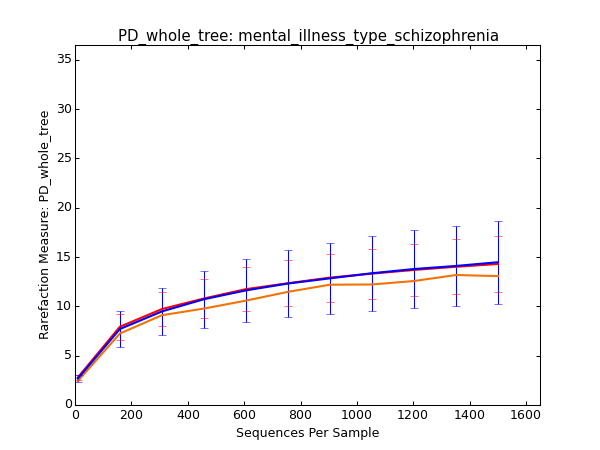 PD_whole_tree: mental_illness_type_schizophrenia
35
30
25
20
15
10
5
0
Rarefaction Measure: PD_whole_tree
0 200 400 600 800 1000 1200 1400 1600
Sequences Per Sample